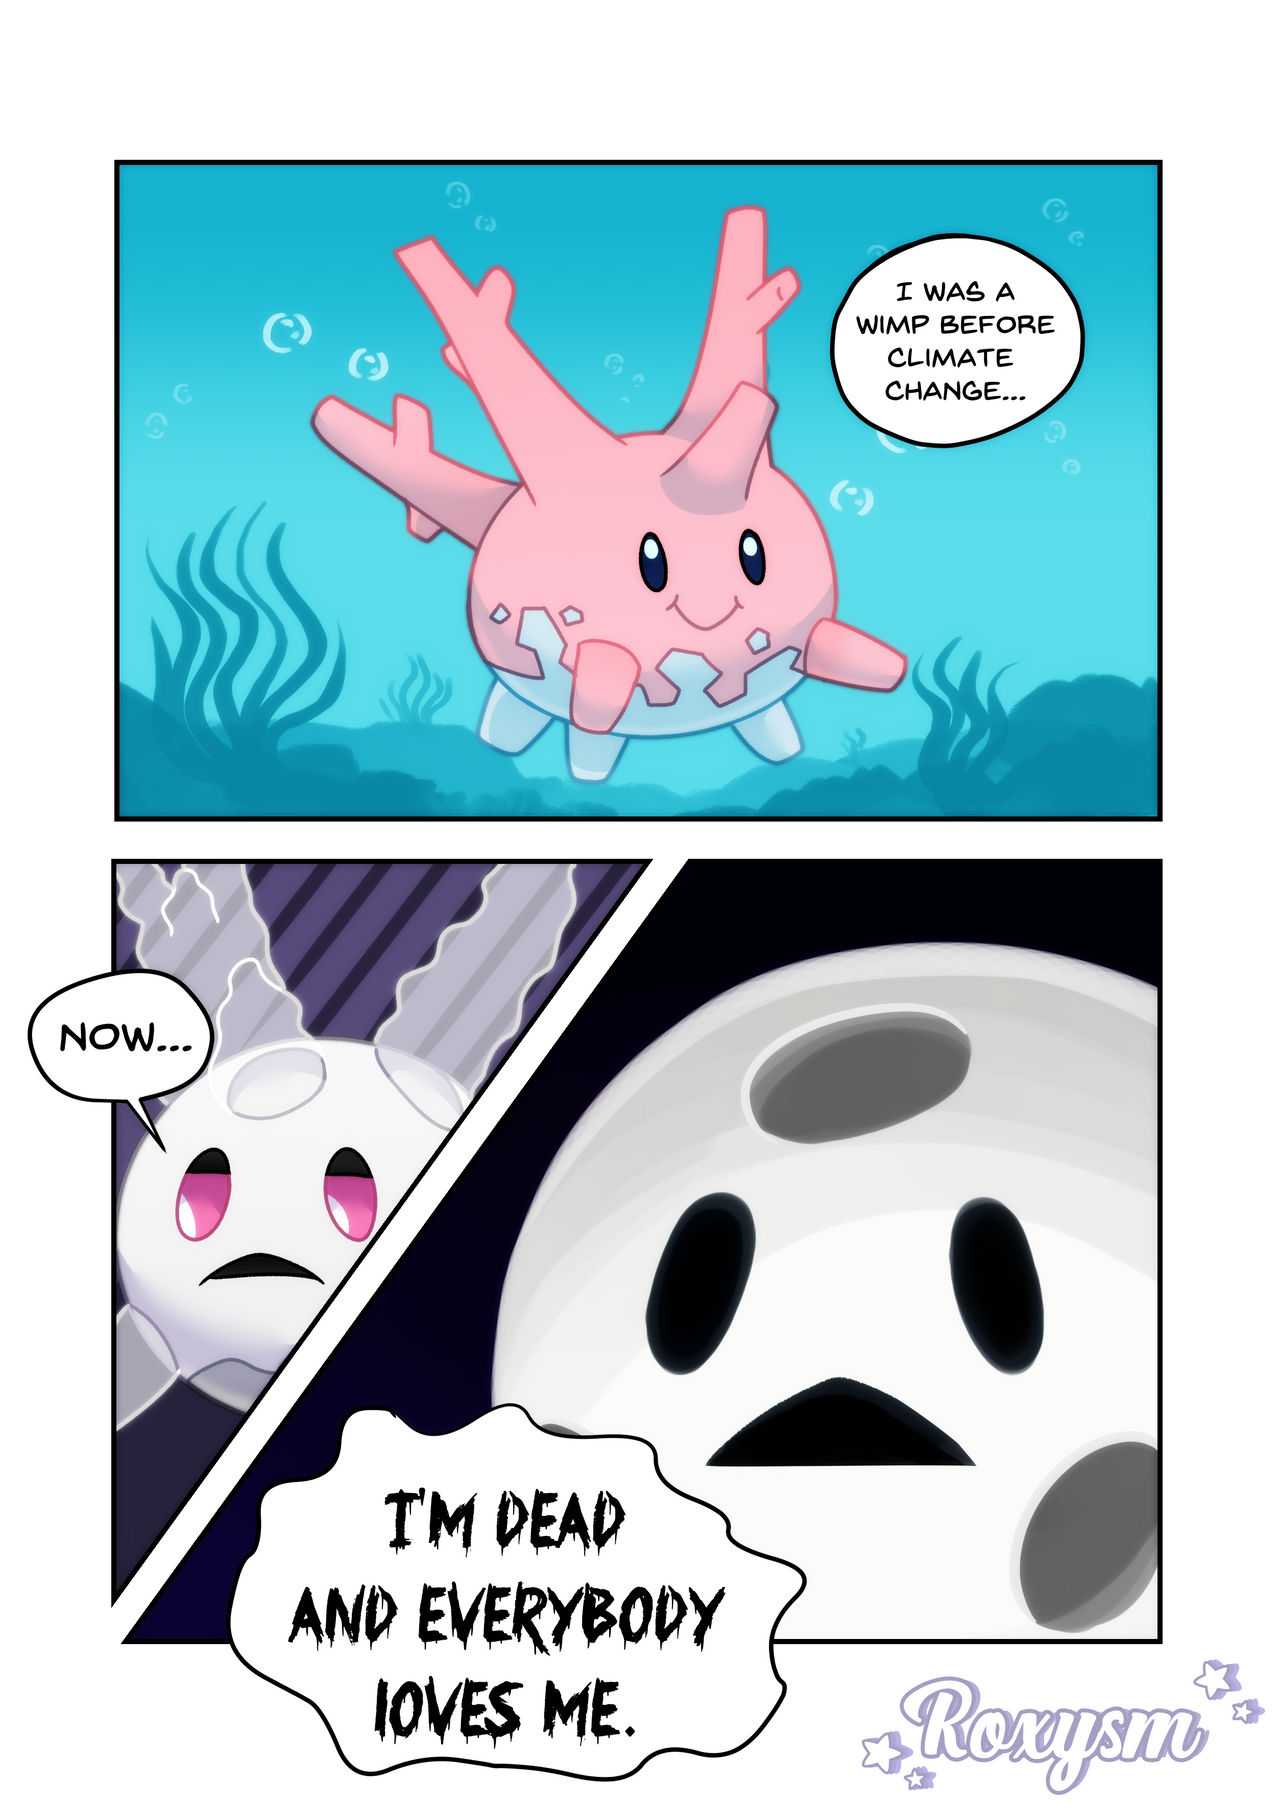 I WAS A
WIMP BEFORE
CLIMATE
CHANGE...
NOW...
I'M DEAD
AND EVERYBODY
lOVES ME.
Roxysm